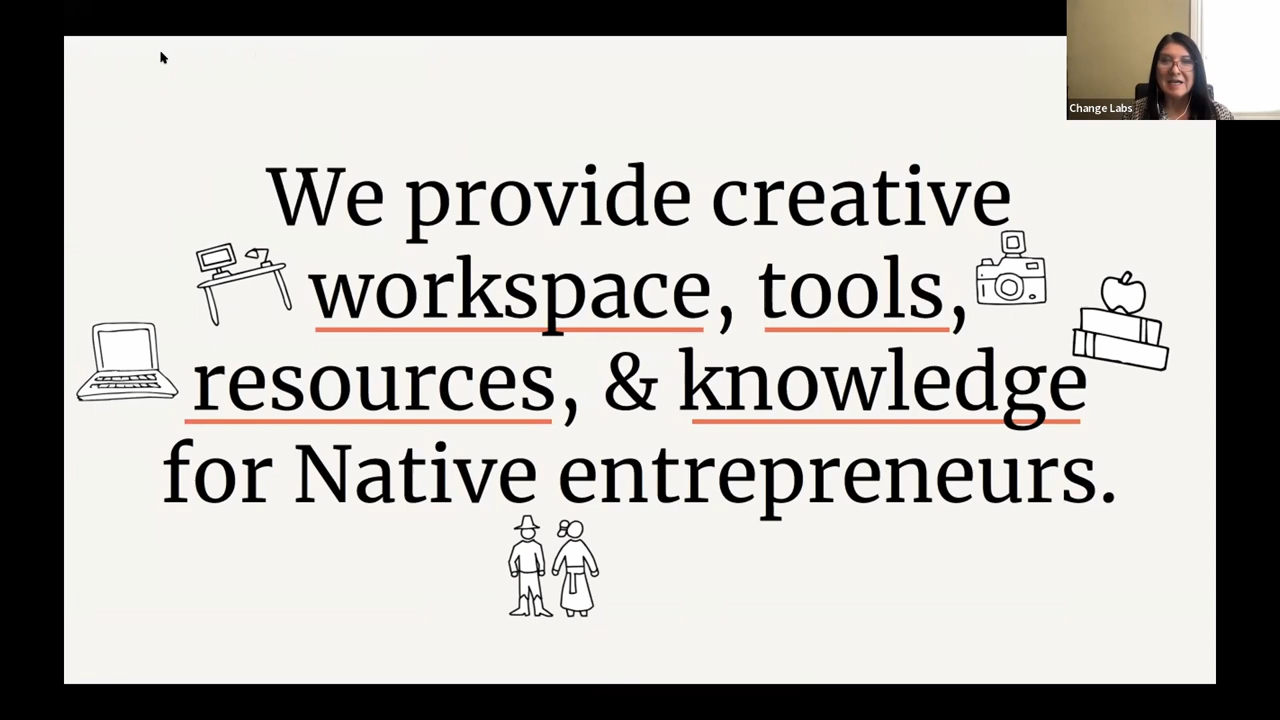 Change Labs
We provide creative
workspace, tools,
resources, & knowledge
for Native entrepreneurs.